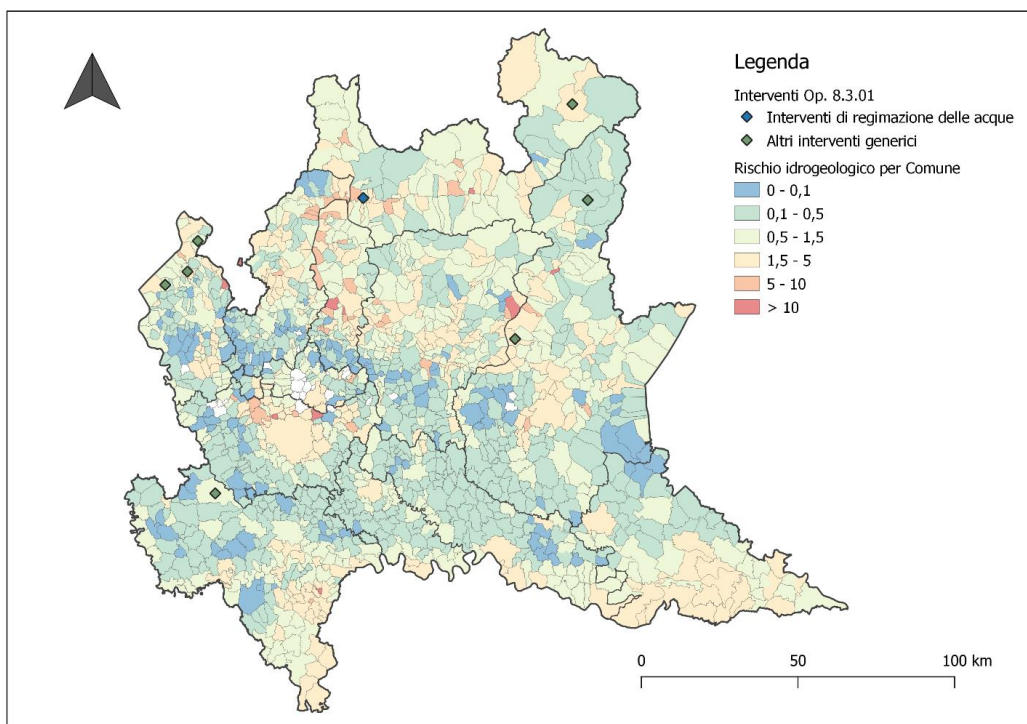 Legenda
Interventi Op. 8.3.01
Interventi di regimazione delle acque
Altri interventi generici
Rischio idrogeologico per Comune
0 - 0,1
0,1 - 0,5
0,5 - 1,5
1,5 - 5
5 - 10
> 10
0 50 100 km